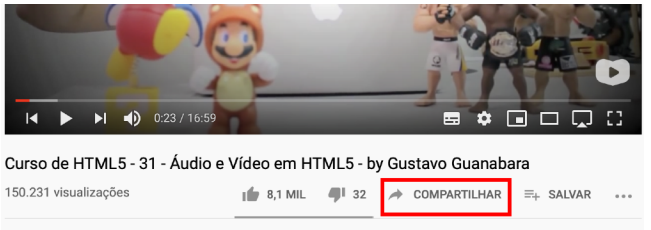 0:23 / 16:59
Curso de HTML5 - 31 - Áudio e Vídeo em HTML5 - by Gustavo Guanabara
150.231 visualizações 8,1 MIL 32 COMPARTILHAR SALVAR